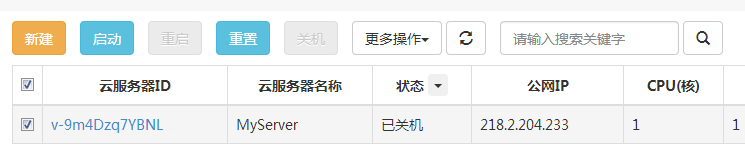 新建 启动 重启 重置 关机 更多操作 请输入搜索关键字
云服务器ID 云服务器名称 状态 公网IP CPU(核)
v-9m4Dzq7YBNL MyServer 已关机 218.2.204.233 1 1